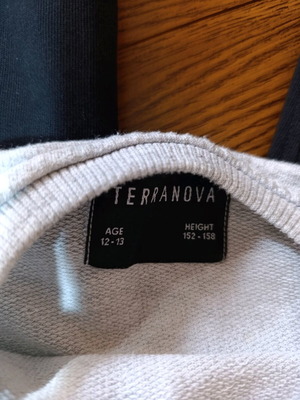 TERRANOVA
AGE HEIGHT
12-13 152-158